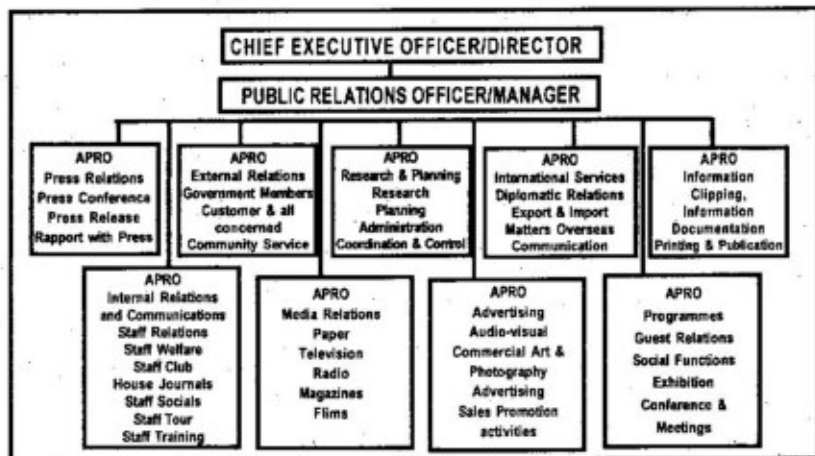 CHIEF EXECUTIVE OFFICER/DIRECTOR
PUBLIC RELATIONS OFFICER/MANAGER
APRO
Press Relations
Press Conference
Press Release
Rapport with Press
APRO
External Relations
Government Members
Customer & all
concerned
Community Service
APRO
Research & Planning
Research
Planning
Administration
Coordination & Control
APRO
International Services
Diplomatic Relations
Export & Import
Matters Overseas
Communication
APRO
Information
Clipping,
Information
Documentation
Printing & Publication
APRO
Internal Relations
and Communications
Staff Relations
Staff Welfare
Staff Club
House Journals
Staff Socials
Staff Tour
Staff Training
APRO
Media Relations
Paper
Television
Radio
Magazines
Flims
APRO
Advertising
Audio-visual
Commercial Art &
Photography
Advertising
Sales Promotion
activities
APRO
Programmes
Guest Relations
Social Functions
Exhibition
Conference &
Meetings